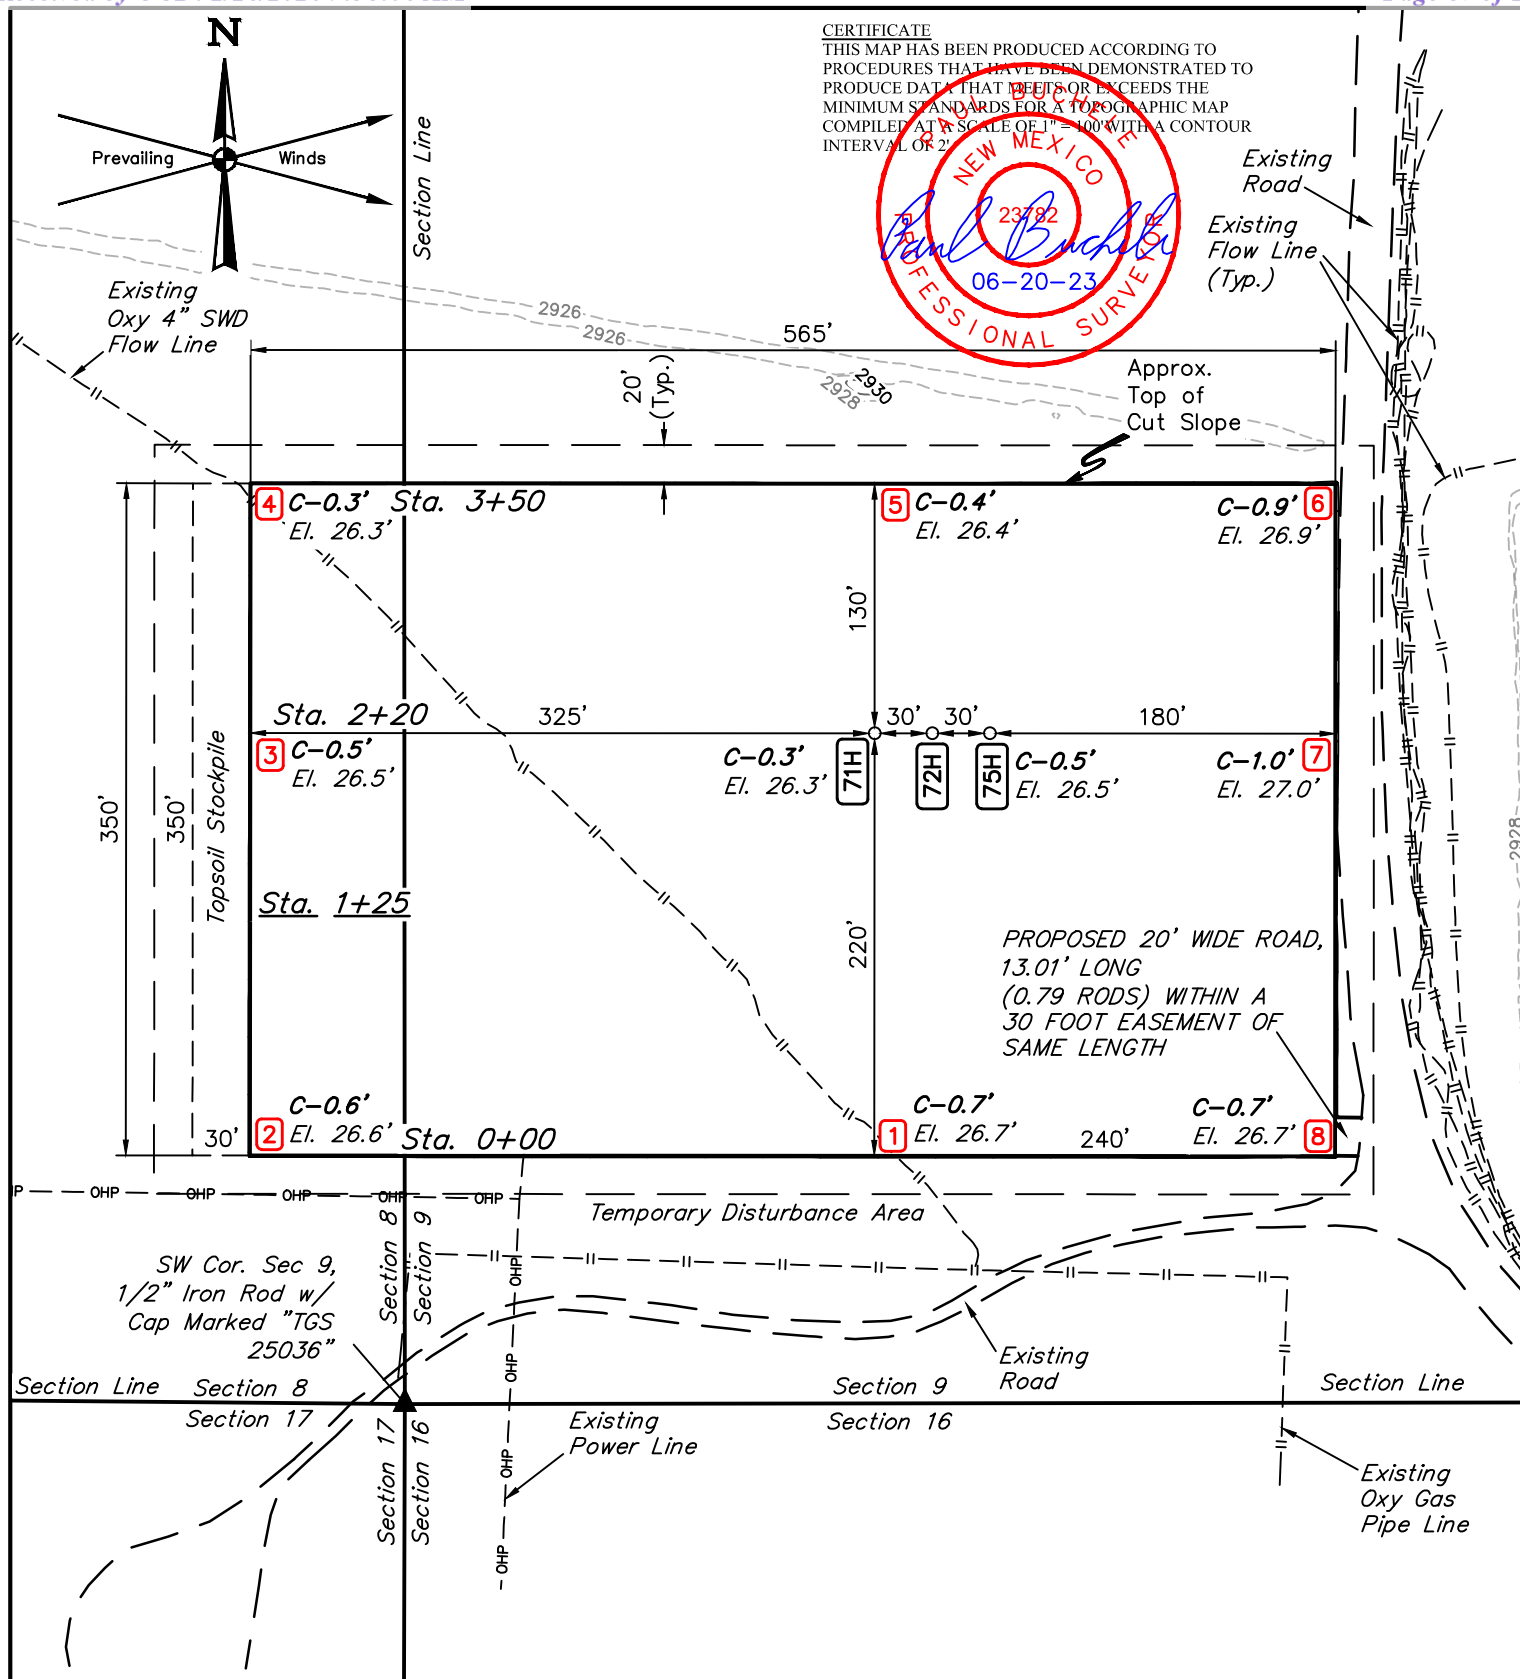 N
Prevailing Winds
Section Line
CERTIFICATE
THIS MAP HAS BEEN PRODUCED ACCORDING TO
PROCEDURES THAT HAVE BEEN DEMONSTRATED TO
PRODUCE DATA THAT MEETS OR EXCEEDS THE
MINIMUM STANDARDS FOR A TOPOGRAPHIC MAP
COMPILED AT A SCALE OF 1" = 100' WITH A CONTOUR
INTERVAL OF 2'.
PAUL BUCHELE
NEW MEXICO
23782
Paul Buchele
06-20-23
PROFESSIONAL SURVEYOR
Existing
Road
Existing
Flow Line
(Typ.)
Existing
Oxy 4" SWD
Flow Line
2926
2926
565'
20'
(Typ.)
2930
2928
Approx.
Top of
Cut Slope
4 C-0.3' Sta. 3+50
El. 26.3'
5 C-0.4'
El. 26.4'
C-0.9' 6
El. 26.9'
130'
Sta. 2+20
325'
30' 30'
180'
3 C-0.5'
El. 26.5'
C-0.3'
El. 26.3'
71H
72H
75H
C-0.5'
El. 26.5'
C-1.0' 7
El. 27.0'
350'
350'
Topsoil Stockpile
2928
Sta. 1+25
220'
PROPOSED 20' WIDE ROAD,
13.01' LONG
(0.79 RODS) WITHIN A
30 FOOT EASEMENT OF
SAME LENGTH
30'
2 C-0.6'
El. 26.6'
Sta. 0+00
1 C-0.7'
El. 26.7'
240'
C-0.7'
El. 26.7' 8
P OHP OHP OHP OHP OHP
Temporary Disturbance Area
Section 8
Section 9
SW Cor. Sec 9,
1/2" Iron Rod w/
Cap Marked "TGS
25036"
OHP
OHP
OHP
OHP
Existing
Road
Section Line Section 8
Section 17
Section 9
Section 16
Section Line
Section 17
Section 16
Existing
Power Line
Existing
Oxy Gas
Pipe Line